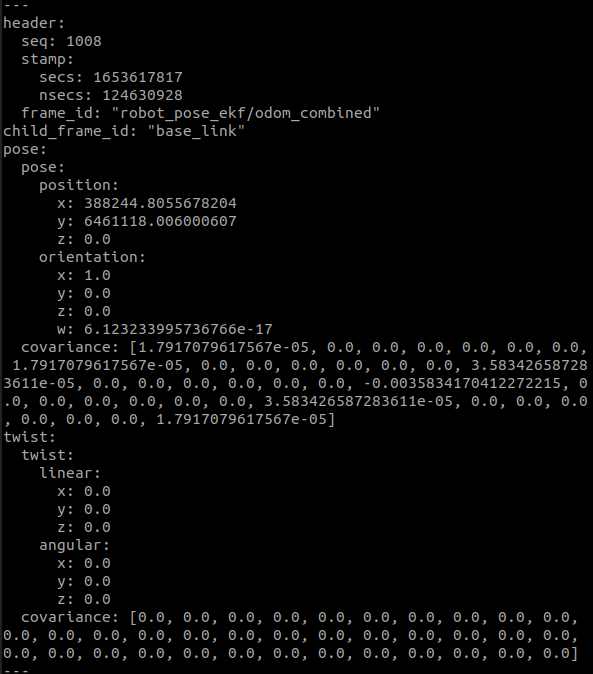 ---
header:
  seq: 1008
  stamp:
    secs: 1653617817
    nsecs: 124630928
  frame_id: "robot_pose_ekf/odom_combined"
child_frame_id: "base_link"
pose:
  pose:
    position:
      x: 388244.8055678204
      y: 6461118.006000607
      z: 0.0
    orientation:
      x: 1.0
      y: 0.0
      z: 0.0
      w: 6.123233995736766e-17
  covariance: [1.7917079617567e-05, 0.0, 0.0, 0.0, 0.0, 0.0, 0.0,
 1.7917079617567e-05, 0.0, 0.0, 0.0, 0.0, 0.0, 0.0, 3.58342658728
3611e-05, 0.0, 0.0, 0.0, 0.0, 0.0, 0.0, -0.0035834170412272215, 0
.0, 0.0, 0.0, 0.0, 0.0, 0.0, 3.583426587283611e-05, 0.0, 0.0, 0.0
, 0.0, 0.0, 0.0, 1.7917079617567e-05]
twist:
  twist:
    linear:
      x: 0.0
      y: 0.0
      z: 0.0
    angular:
      x: 0.0
      y: 0.0
      z: 0.0
  covariance: [0.0, 0.0, 0.0, 0.0, 0.0, 0.0, 0.0, 0.0, 0.0, 0.0,
0.0, 0.0, 0.0, 0.0, 0.0, 0.0, 0.0, 0.0, 0.0, 0.0, 0.0, 0.0, 0.0,
0.0, 0.0, 0.0, 0.0, 0.0, 0.0, 0.0, 0.0, 0.0, 0.0, 0.0, 0.0, 0.0]
---